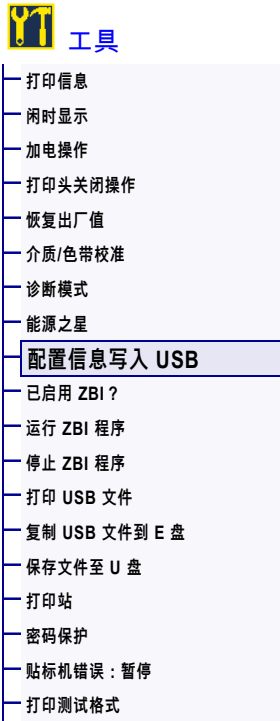 工具
打印信息
闲时显示
加电操作
打印头关闭操作
恢复出厂值
介质/色带校准
诊断模式
能源之星
配置信息写入 USB
已启用 ZBI？
运行 ZBI 程序
停止 ZBI 程序
打印 USB 文件
复制 USB 文件到 E 盘
保存文件至 U 盘
打印站
密码保护
贴标机错误：暂停
打印测试格式